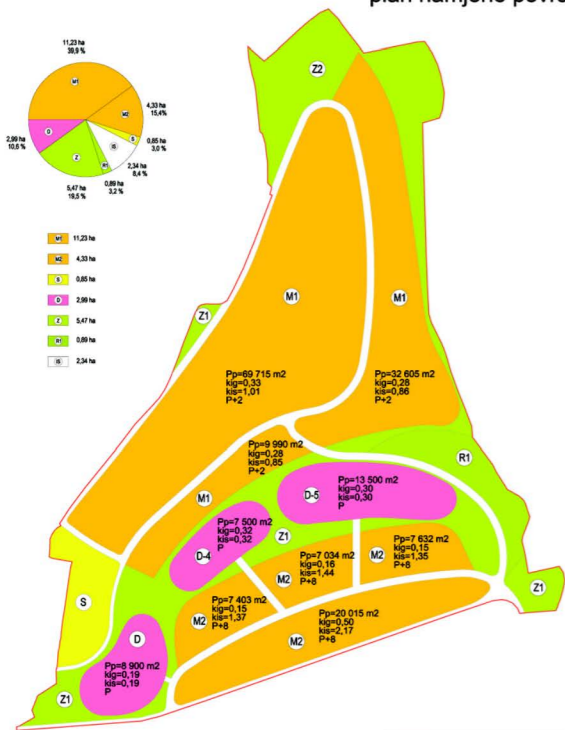 plan namjene površ
11,23 ha
39,9 %
M1
4,33 ha
15,4%
M2
0,85 ha
3,0 %
S
2,34 ha
8,4 %
IS
0,89 ha
3,2 %
R1
5,47 ha
19,5 %
Z
2,99 ha
10,6 %
D
M1 11,23 ha
M2 4,33 ha
S 0,85 ha
D 2,99 ha
Z 5,47 ha
R1 0,89 ha
IS 2,34 ha
Z2
M1
M1
Z1
Pp=69 715 m2
kig=0,33
kis=1,01
P+2
Pp=32 605 m2
kig=0,28
kis=0,86
P+2
Pp=9 990 m2
kig=0,28
kis=0,85
P+2
M1
R1
Pp=13 500 m2
kig=0,30
kis=0,30
P
D-5
Pp=7 500 m2
kig=0,32
kis=0,32
P
D-4
Z1
Pp=7 034 m2
kig=0,16
kis=1,44
P+8
M2
Pp=7 632 m2
kig=0,15
kis=1,35
P+8
M2
Z1
Pp=7 403 m2
kig=0,15
kis=1,37
P+8
M2
Pp=20 015 m2
kig=0,50
kis=2,17
P+8
M2
S
D
Pp=8 900 m2
kig=0,19
kis=0,19
P
Z1